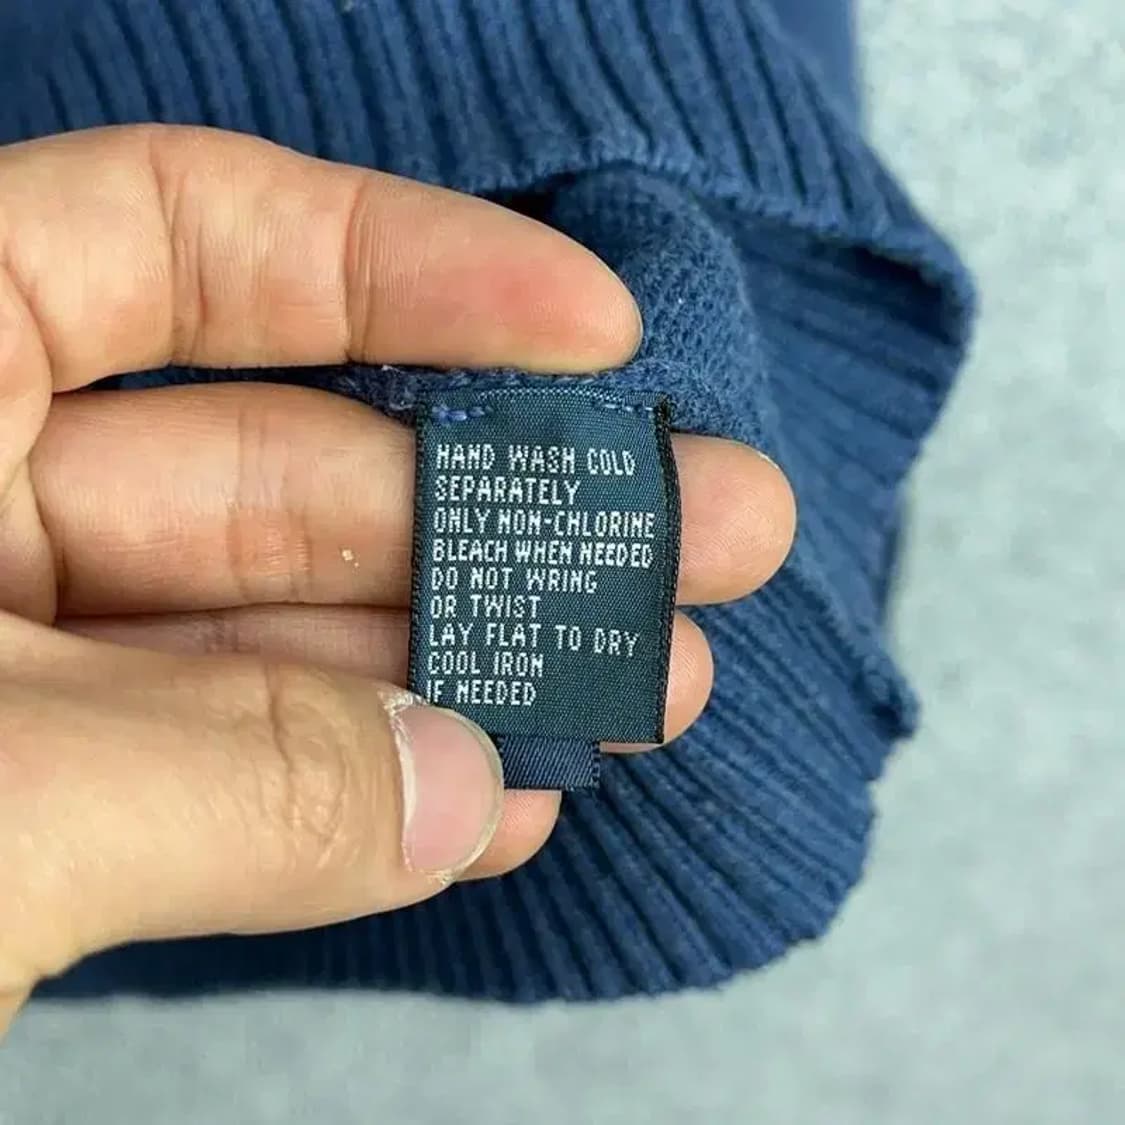 HAND WASH COLD
SEPARATELY
ONLY NON-CHLORINE
BLEACH WHEN NEEDED
DO NOT WRING
OR TWIST
LAY FLAT TO DRY
COOL IRON
IF NEEDED